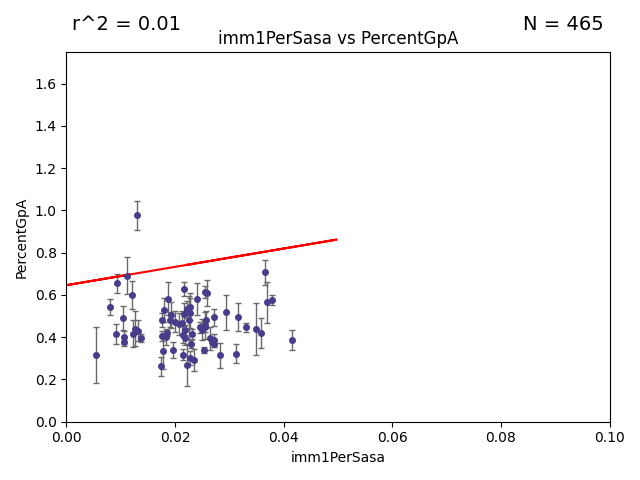 r^2 = 0.01
N = 465
imm1PerSasa vs PercentGpA
1.6
1.4
1.2
1.0
0.8
0.6
0.4
0.2
0.0
PercentGpA
0.00 0.02 0.04 0.06 0.08 0.10
imm1PerSasa